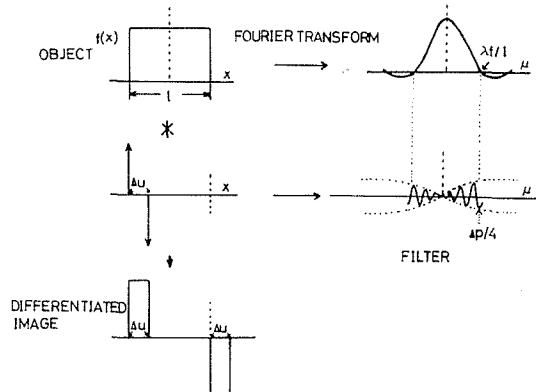 f(x)
OBJECT
x
l
FOURIER TRANSFORM
λf/l
μ
*
Δu
x
μ
Δp/4
FILTER
DIFFERENTIATED
IMAGE
Δu
Δu